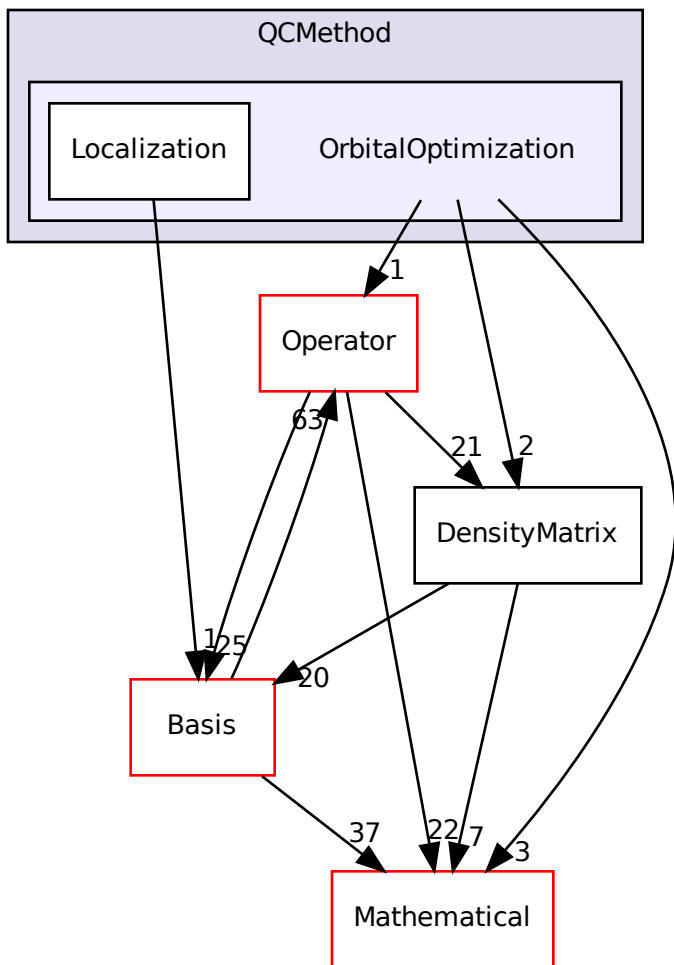 QCMethod
Localization
OrbitalOptimization
1
Operator
63
21
2
DensityMatrix
1
25
20
Basis
37
22
7
3
Mathematical